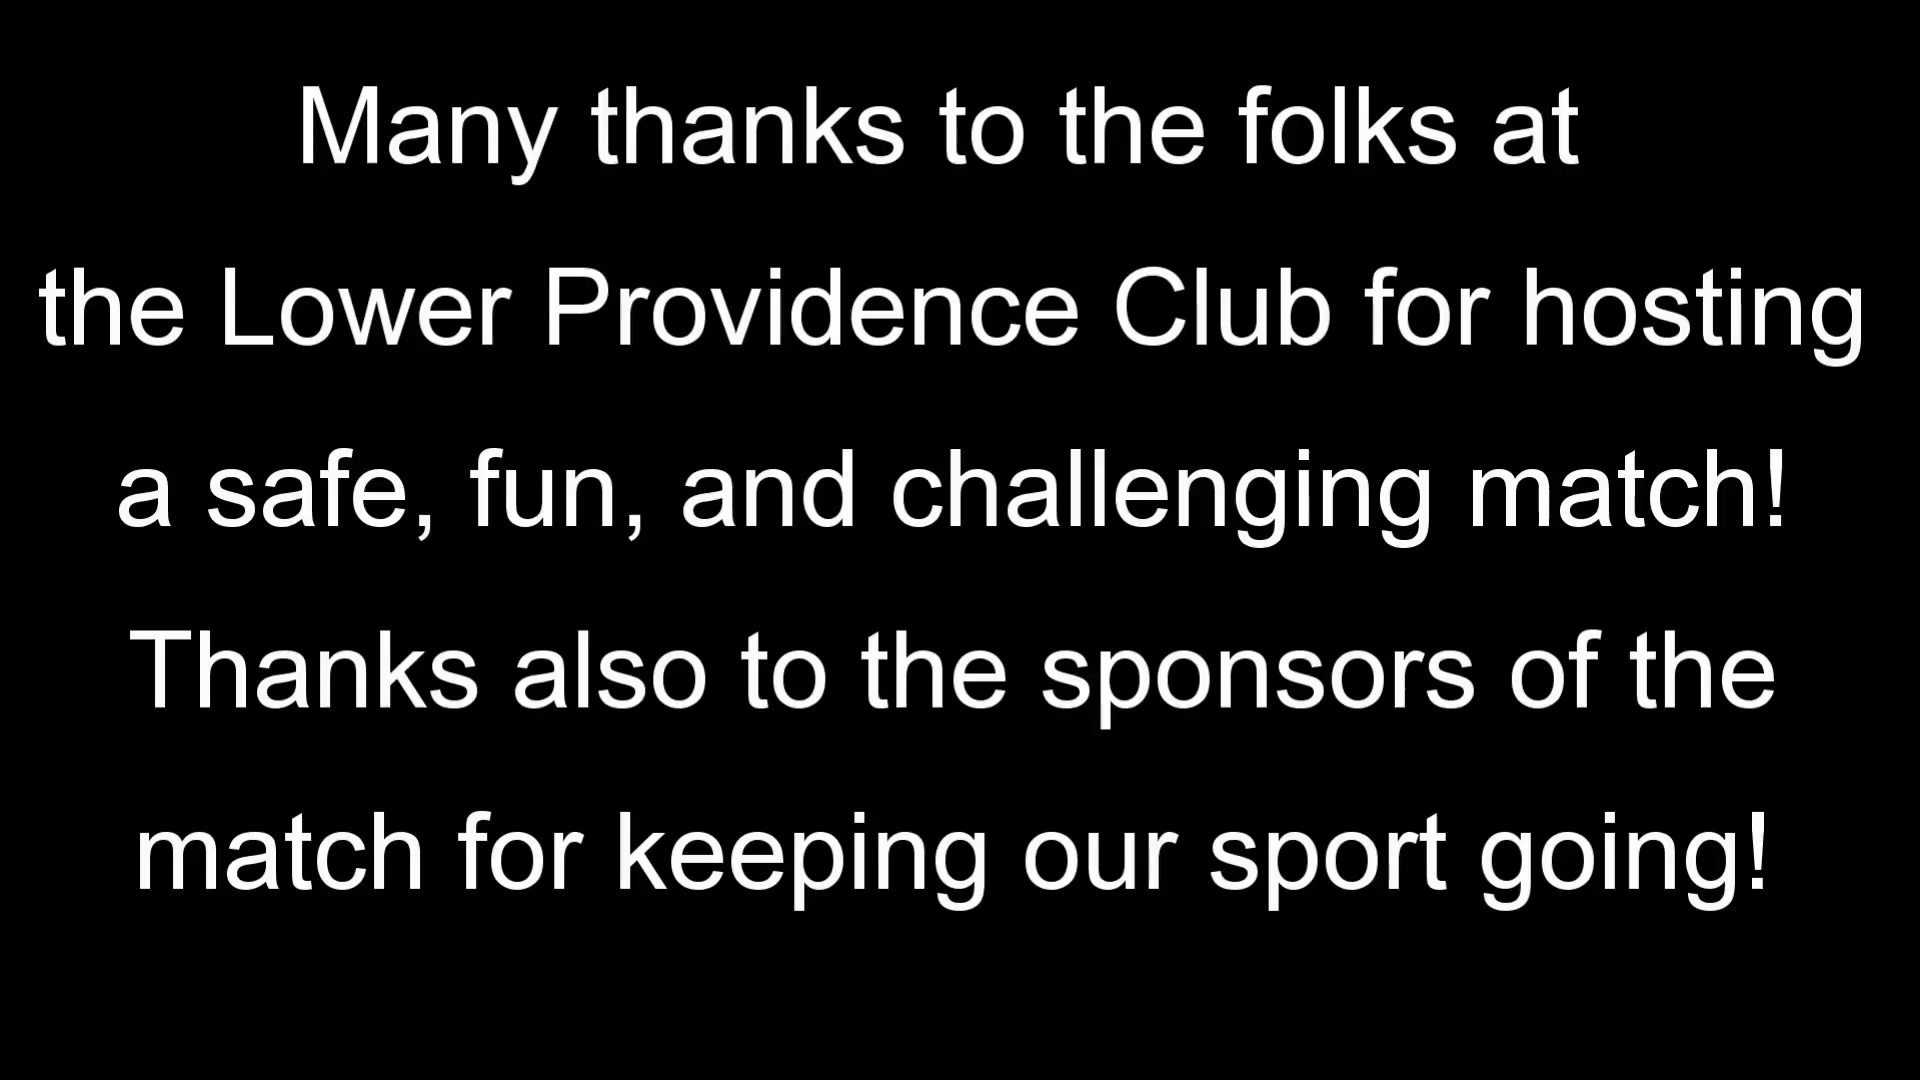 Many thanks to the folks at
the Lower Providence Club for hosting
a safe, fun, and challenging match!
Thanks also to the sponsors of the
match for keeping our sport going!